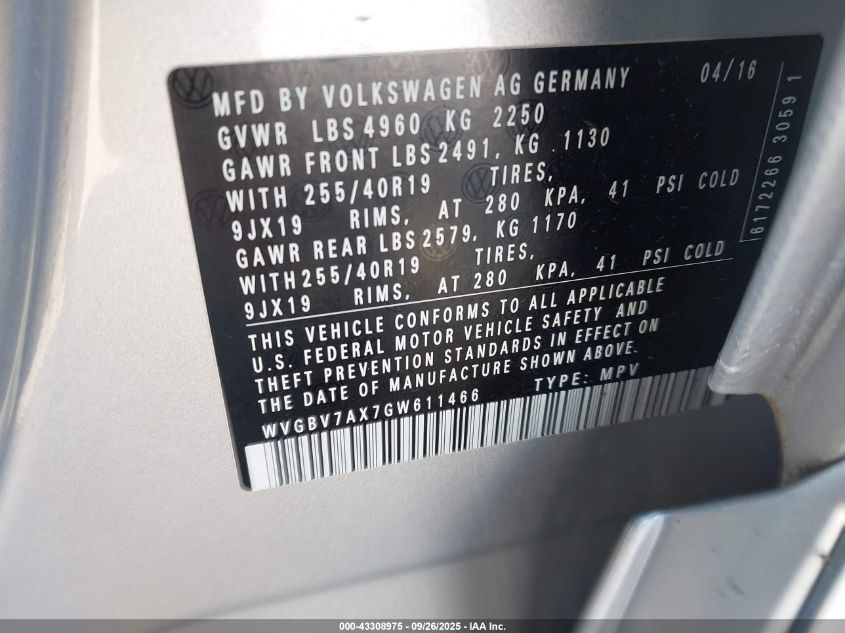 MFD BY VOLKSWAGEN AG GERMANY 04/16
GVWR LBS 4960 KG 2250
GAWR FRONT LBS 2491, KG 1130
WITH 255/40R19 TIRES,
9JX19 RIMS, AT 280 KPA, 41 PSI COLD
GAWR REAR LBS 2579, KG 1170
WITH 255/40R19 TIRES,
9JX19 RIMS, AT 280 KPA, 41 PSI COLD
THIS VEHICLE CONFORMS TO ALL APPLICABLE
U.S. FEDERAL MOTOR VEHICLE SAFETY AND
THEFT PREVENTION STANDARDS IN EFFECT ON
THE DATE OF MANUFACTURE SHOWN ABOVE.
WVGBV7AX7GW611466 TYPE: MPV
6172266 30591
000-43308975 - 09/26/2025 - IAA Inc.